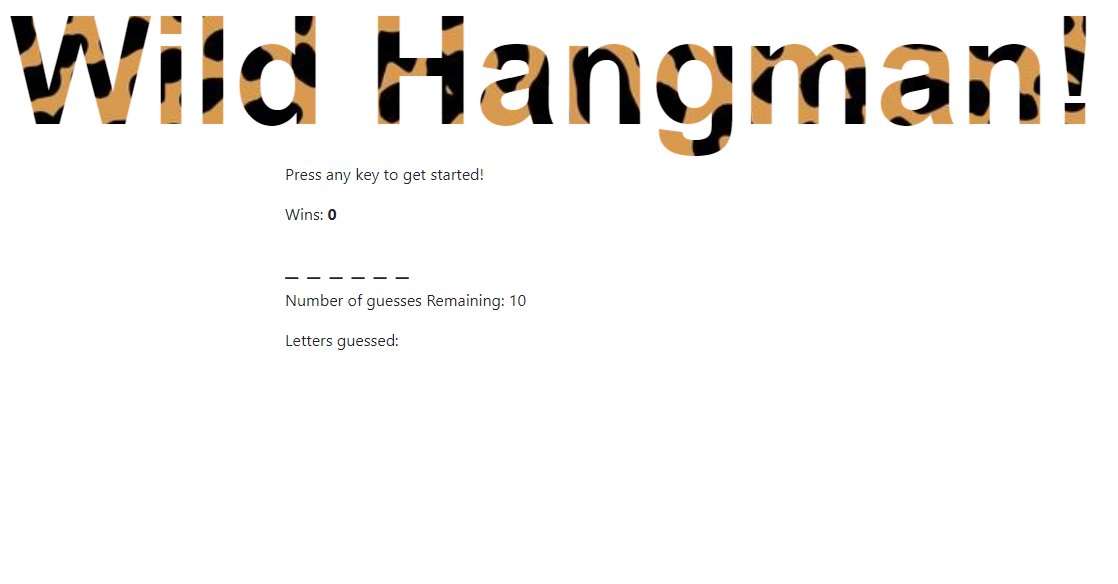 Wild Hangman!
Press any key to get started!
Wins: 0
_ _ _ _ _ _
Number of guesses Remaining: 10
Letters guessed: